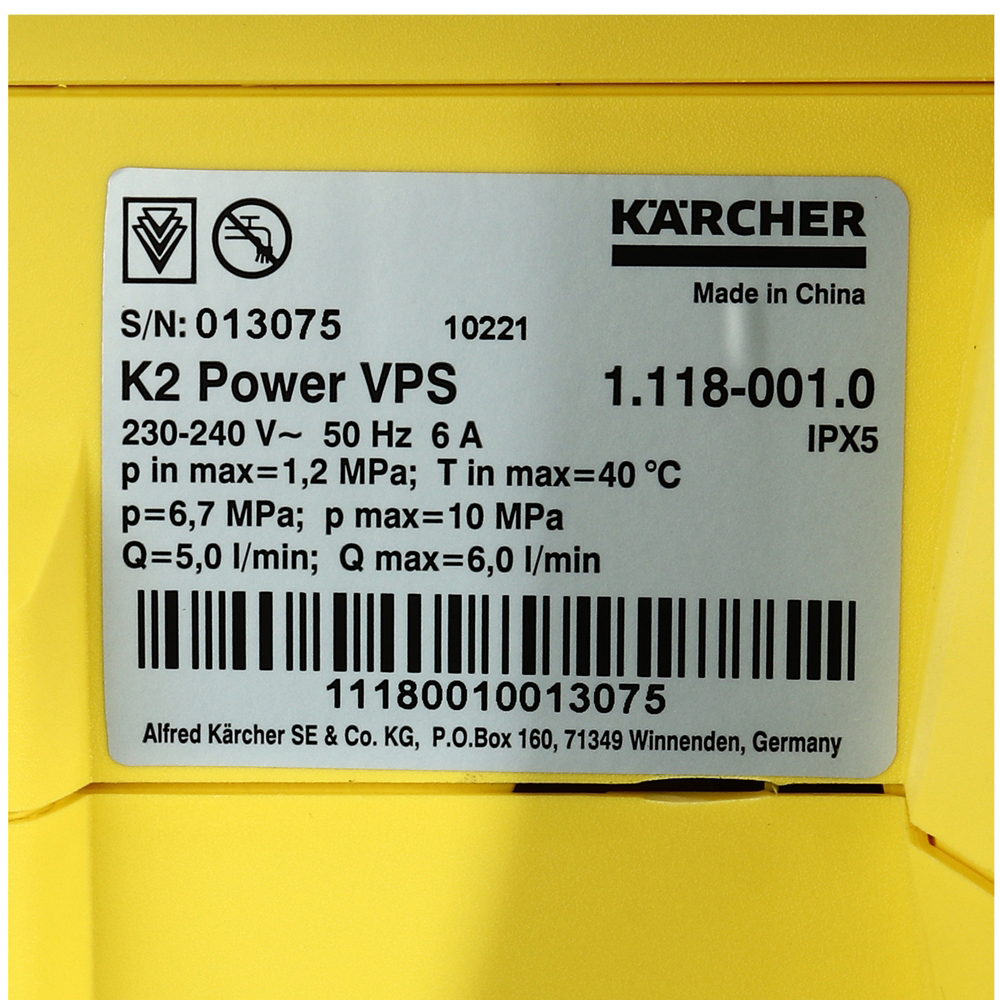 KÄRCHER
Made in China
S/N: 013075 10221
K2 Power VPS 1.118-001.0
230-240 V~ 50 Hz 6 A IPX5
p in max=1,2 MPa; T in max=40 °C
p=6,7 MPa; p max=10 MPa
Q=5,0 l/min; Q max=6,0 l/min
11180010013075
Alfred Kärcher SE & Co. KG, P.O.Box 160, 71349 Winnenden, Germany